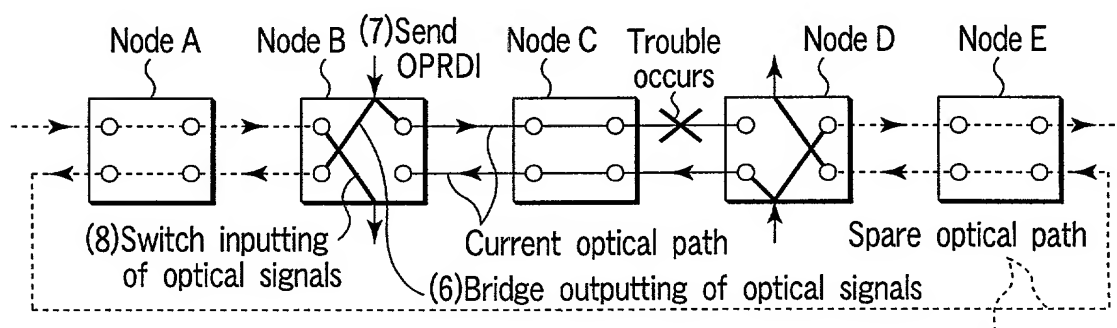 Node A
Node B
(7)Send
OPRDI
Node C
Trouble
occurs
Node D
Node E
(8)Switch inputting
of optical signals
Current optical path
Spare optical path
(6)Bridge outputting of optical signals